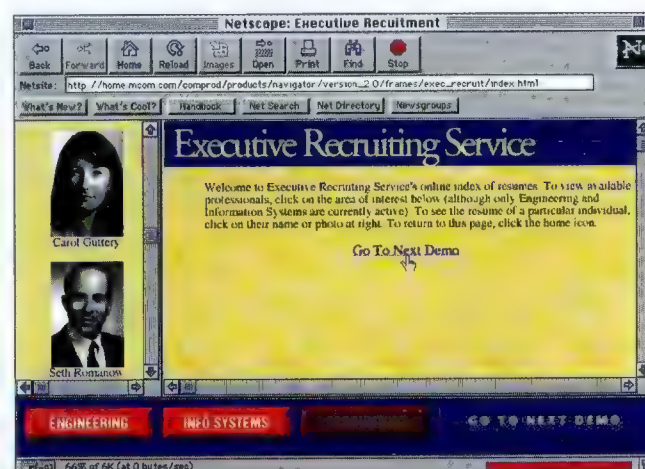 Netscape: Executive Recuitment
Back Forward Home Reload Images Open Print Find Stop
N
Netsite: http://home.mcom.com/comprod/products/navigator/version_2.0/frames/exec_recruit/index.html
What's New? What's Cool? Handbook Net Search Net Directory Newsgroups
Carol Guttery
Seth Romanow
Executive Recruiting Service
Welcome to Executive Recruiting Service's online index of resumes. To view available
professionals, click on the area of interest below (although only Engineering and
Information Systems are currently active). To see the resume of a particular individual,
click on their name or photo at right. To return to this page, click the home icon.
Go To Next Demo
ENGINEERING INFO SYSTEMS GO TO NEXT DEMO
66% of 6K (at 0 bytes/sec)